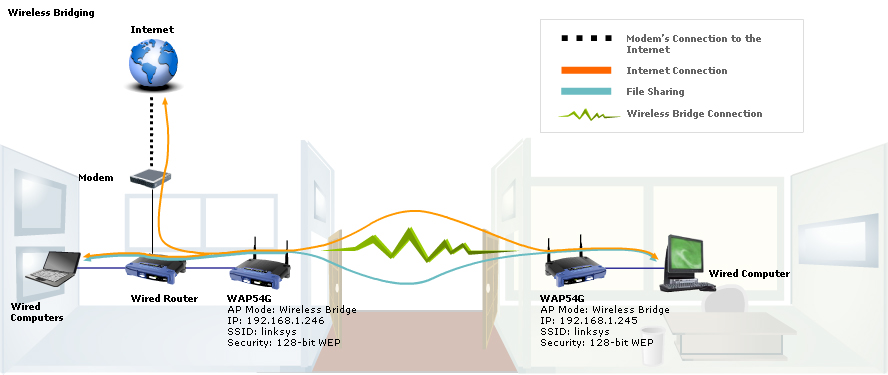 Wireless Bridging
Internet
Modem's Connection to the
Internet
Internet Connection
File Sharing
Wireless Bridge Connection
Modem
Wired
Computers
Wired Router
WAP54G
AP Mode: Wireless Bridge
IP: 192.168.1.246
SSID: linksys
Security: 128-bit WEP
WAP54G
AP Mode: Wireless Bridge
IP: 192.168.1.245
SSID: linksys
Security: 128-bit WEP
Wired Computer